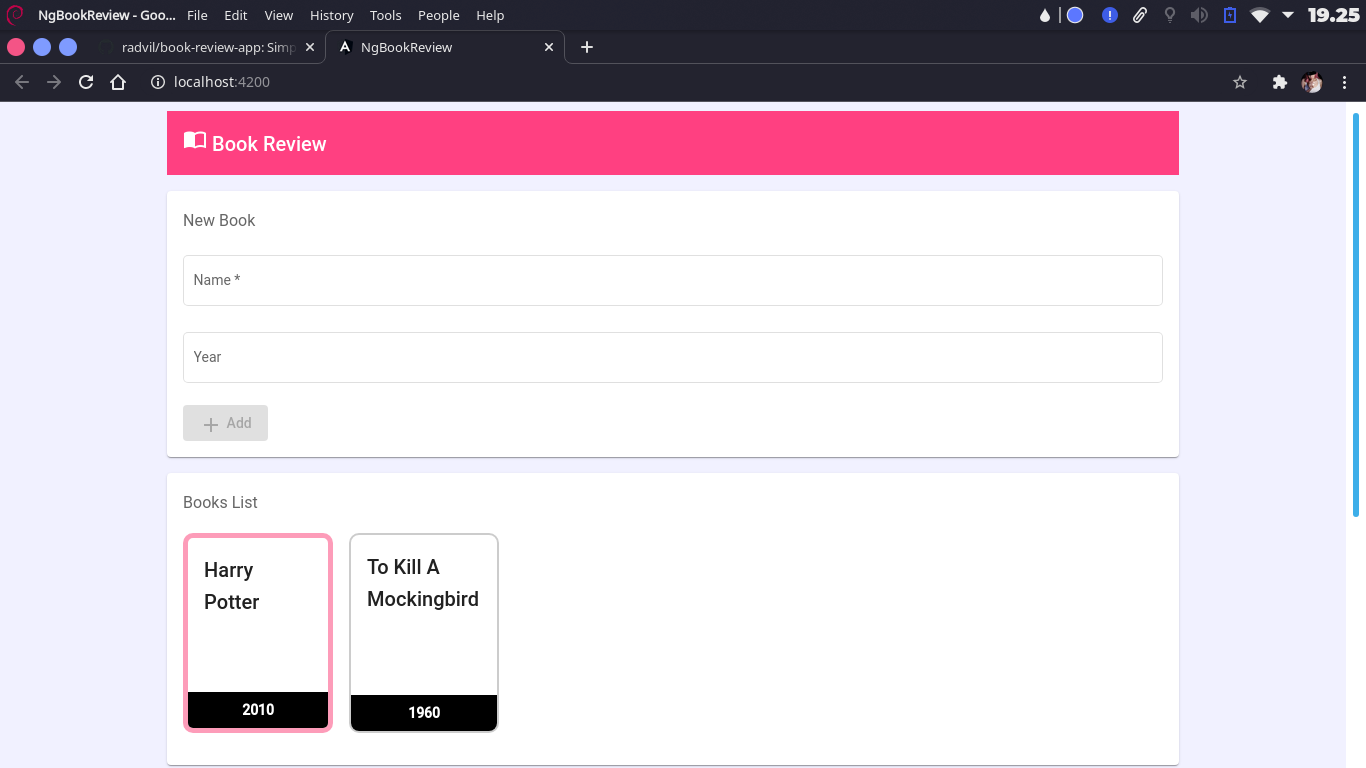 NgBookReview - Goo... File Edit View History Tools People Help 19.25
radvil/book-review-app: Simp NgBookReview
localhost:4200
Book Review
New Book
Name *
Year
Add
Books List
Harry
Potter
2010
To Kill A
Mockingbird
1960